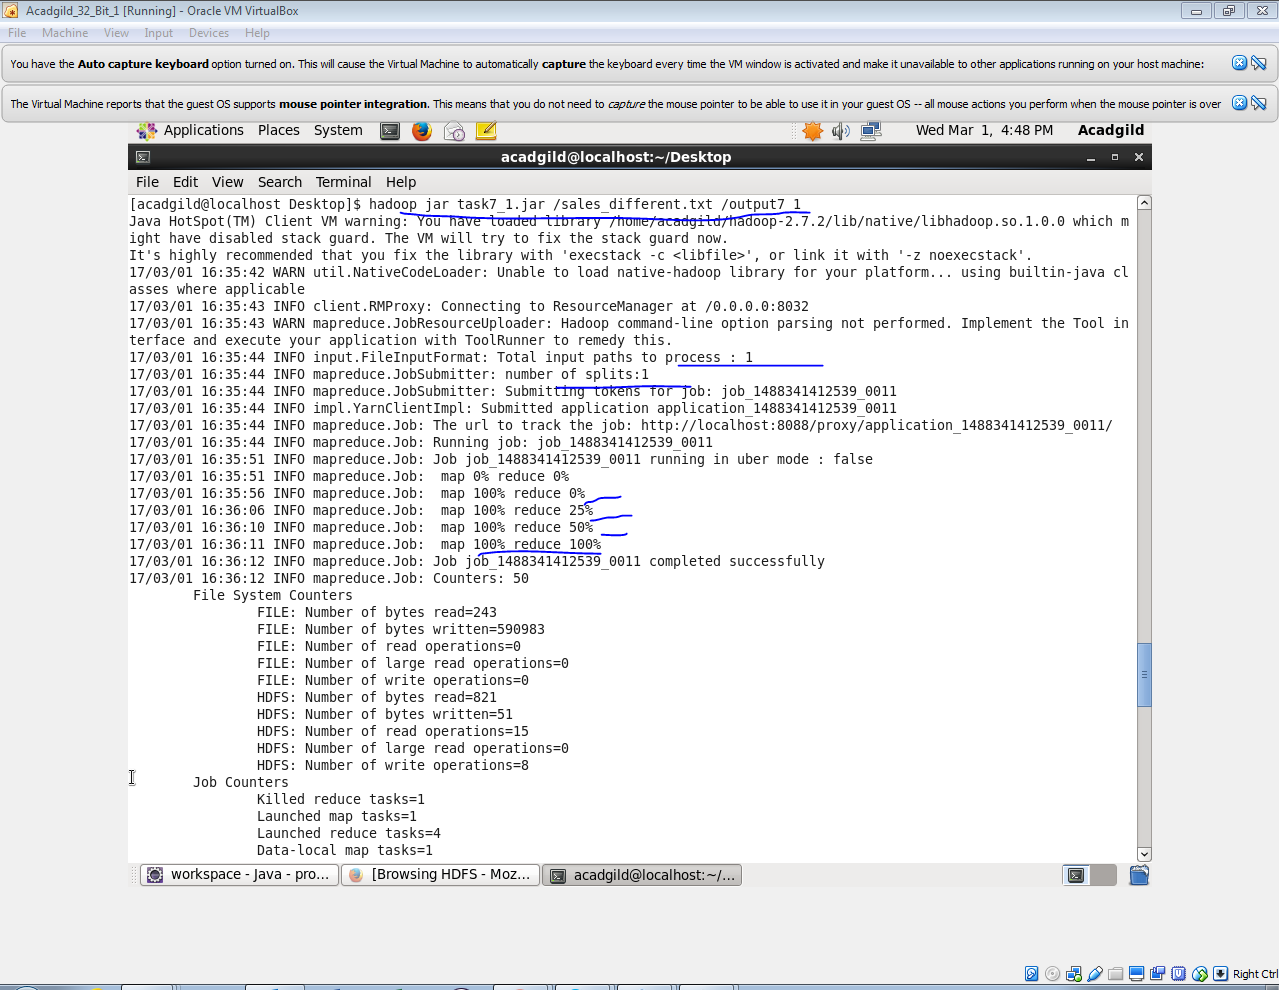 Acadgild_32_Bit_1 [Running] - Oracle VM VirtualBox
File Machine View Input Devices Help
You have the Auto capture keyboard option turned on. This will cause the Virtual Machine to automatically capture the keyboard every time the VM window is activated and make it unavailable to other applications running on your host machine:
The Virtual Machine reports that the guest OS supports mouse pointer integration. This means that you do not need to capture the mouse pointer to be able to use it in your guest OS -- all mouse actions you perform when the mouse pointer is over
Applications Places System Wed Mar 1, 4:48 PM Acadgild
acadgild@localhost:~/Desktop
File Edit View Search Terminal Help
[acadgild@localhost Desktop]$ hadoop jar task7_1.jar /sales_different.txt /output7_1
Java HotSpot(TM) Client VM warning: You have loaded library /home/acadgild/hadoop-2.7.2/lib/native/libhadoop.so.1.0.0 which m
ight have disabled stack guard. The VM will try to fix the stack guard now.
It's highly recommended that you fix the library with 'execstack -c <libfile>', or link it with '-z noexecstack'.
17/03/01 16:35:42 WARN util.NativeCodeLoader: Unable to load native-hadoop library for your platform... using builtin-java cl
asses where applicable
17/03/01 16:35:43 INFO client.RMProxy: Connecting to ResourceManager at /0.0.0.0:8032
17/03/01 16:35:43 WARN mapreduce.JobResourceUploader: Hadoop command-line option parsing not performed. Implement the Tool in
terface and execute your application with ToolRunner to remedy this.
17/03/01 16:35:44 INFO input.FileInputFormat: Total input paths to process : 1
17/03/01 16:35:44 INFO mapreduce.JobSubmitter: number of splits:1
17/03/01 16:35:44 INFO mapreduce.JobSubmitter: Submitting tokens for job: job_1488341412539_0011
17/03/01 16:35:44 INFO impl.YarnClientImpl: Submitted application application_1488341412539_0011
17/03/01 16:35:44 INFO mapreduce.Job: The url to track the job: http://localhost:8088/proxy/application_1488341412539_0011/
17/03/01 16:35:44 INFO mapreduce.Job: Running job: job_1488341412539_0011
17/03/01 16:35:51 INFO mapreduce.Job: Job job_1488341412539_0011 running in uber mode : false
17/03/01 16:35:51 INFO mapreduce.Job:  map 0% reduce 0%
17/03/01 16:35:56 INFO mapreduce.Job:  map 100% reduce 0%
17/03/01 16:36:06 INFO mapreduce.Job:  map 100% reduce 25%
17/03/01 16:36:10 INFO mapreduce.Job:  map 100% reduce 50%
17/03/01 16:36:11 INFO mapreduce.Job:  map 100% reduce 100%
17/03/01 16:36:12 INFO mapreduce.Job: Job job_1488341412539_0011 completed successfully
17/03/01 16:36:12 INFO mapreduce.Job: Counters: 50
File System Counters
FILE: Number of bytes read=243
FILE: Number of bytes written=590983
FILE: Number of read operations=0
FILE: Number of large read operations=0
FILE: Number of write operations=0
HDFS: Number of bytes read=821
HDFS: Number of bytes written=51
HDFS: Number of read operations=15
HDFS: Number of large read operations=0
HDFS: Number of write operations=8
Job Counters
Killed reduce tasks=1
Launched map tasks=1
Launched reduce tasks=4
Data-local map tasks=1
workspace - Java - pro... [Browsing HDFS - Moz... acadgild@localhost:~/...
Right Ctrl